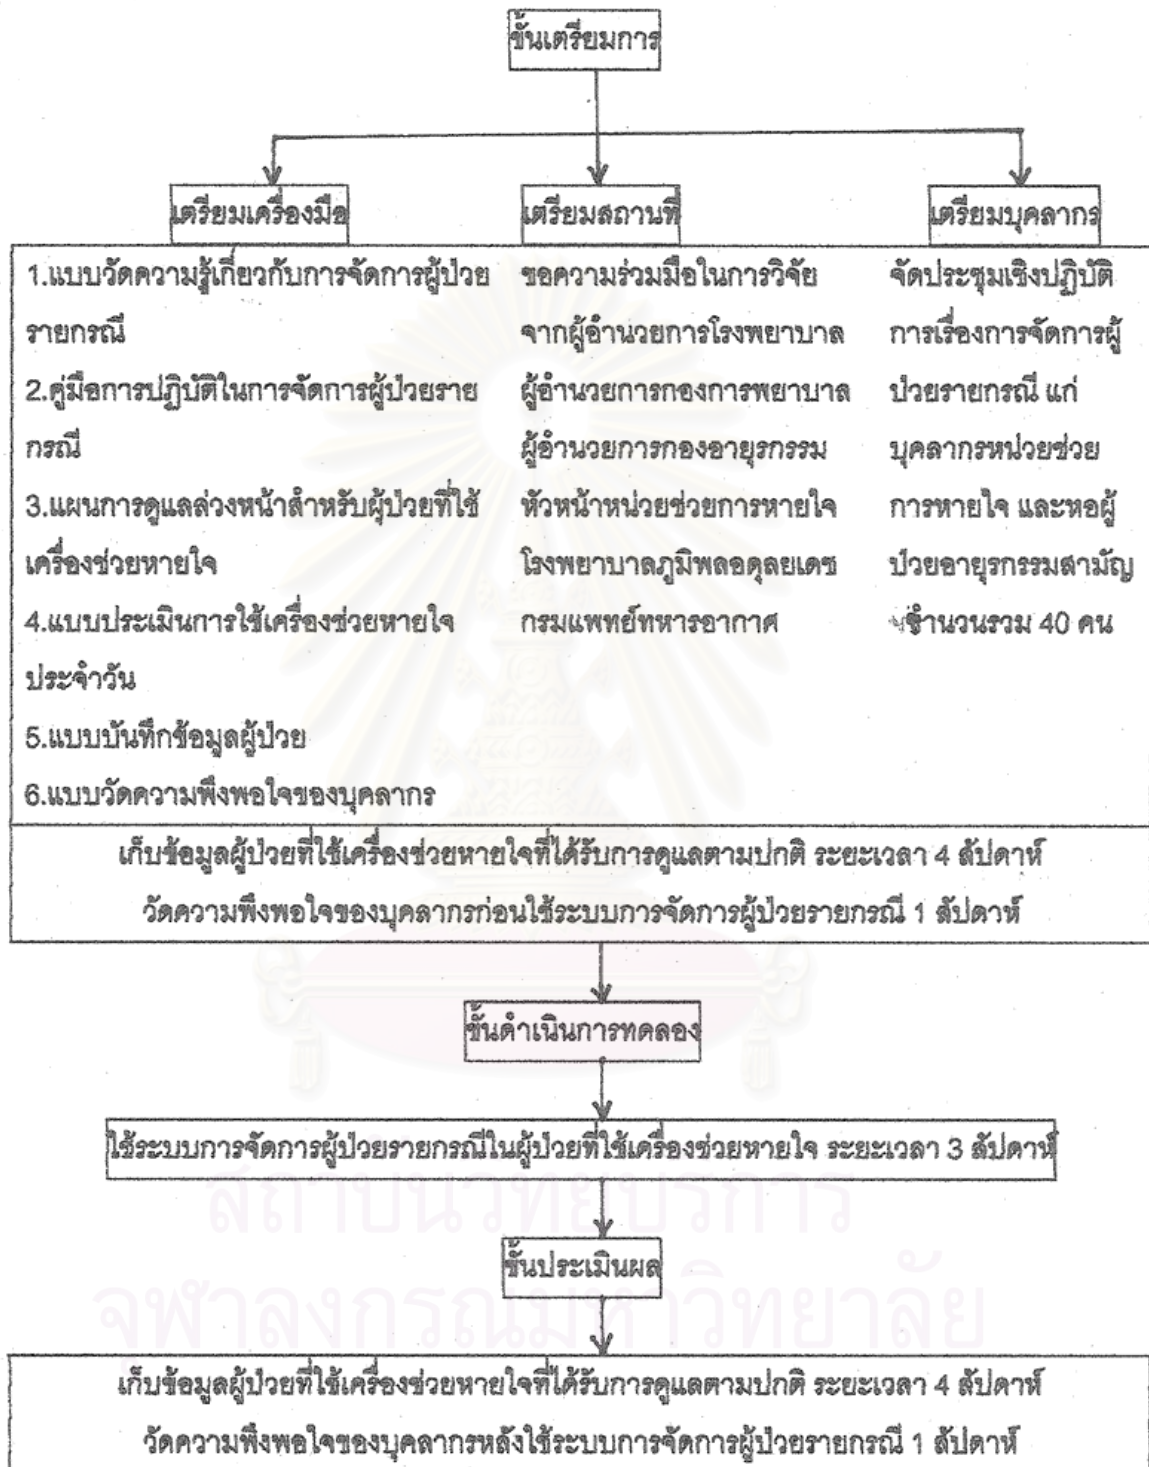 ขั้นเตรียมการ
เตรียมเครื่องมือ
1.แบบวัดความรู้เกี่ยวกับการจัดการผู้ป่วย
รายกรณี
2.คู่มือการปฏิบัติในการจัดการผู้ป่วยราย
กรณี
3.แผนการดูแลล่วงหน้าสำหรับผู้ป่วยที่ใช้
เครื่องช่วยหายใจ
4.แบบประเมินการใช้เครื่องช่วยหายใจ
ประจำวัน
5.แบบบันทึกข้อมูลผู้ป่วย
6.แบบวัดความพึงพอใจของบุคลากร
เตรียมสถานที่
ขอความร่วมมือในการวิจัย
จากผู้อำนวยการโรงพยาบาล
ผู้อำนวยการกองการพยาบาล
ผู้อำนวยการกองอายุรกรรม
หัวหน้าหน่วยช่วยการหายใจ
โรงพยาบาลภูมิพลอดุลยเดช
กรมแพทย์ทหารอากาศ
เตรียมบุคลากร
จัดประชุมเชิงปฏิบัติ
การเรื่องการจัดการผู้
ป่วยรายกรณี แก่
บุคลากรหน่วยช่วย
การหายใจ และหอผู้
ป่วยอายุรกรรมสามัญ
จำนวนรวม 40 คน
เก็บข้อมูลผู้ป่วยที่ใช้เครื่องช่วยหายใจที่ได้รับการดูแลตามปกติ ระยะเวลา 4 สัปดาห์
วัดความพึงพอใจของบุคลากรก่อนใช้ระบบการจัดการผู้ป่วยรายกรณี 1 สัปดาห์
ขั้นดำเนินการทดลอง
ใช้ระบบการจัดการผู้ป่วยรายกรณีในผู้ป่วยที่ใช้เครื่องช่วยหายใจ ระยะเวลา 3 สัปดาห์
สถาบันวิทยบริการ
ขั้นประเมินผล
จุฬาลงกรณ์มหาวิทยาลัย
เก็บข้อมูลผู้ป่วยที่ใช้เครื่องช่วยหายใจที่ได้รับการดูแลตามปกติ ระยะเวลา 4 สัปดาห์
วัดความพึงพอใจของบุคลากรหลังใช้ระบบการจัดการผู้ป่วยรายกรณี 1 สัปดาห์